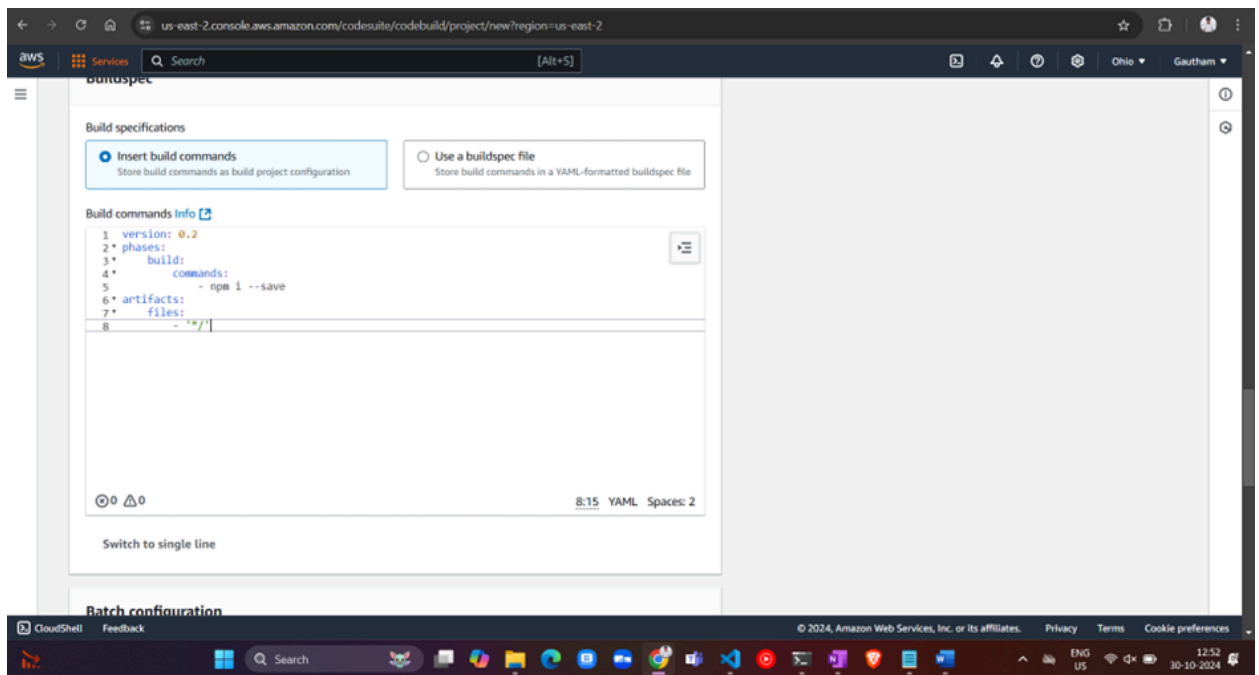 us-east-2.console.aws.amazon.com/codesuite/codebuild/project/new?region=us-east-2
aws
Services
Search
[Alt+S]
Ohio
Gautham
Buildspec
Build specifications
Insert build commands
Store build commands as build project configuration
Use a buildspec file
Store build commands in a YAML-formatted buildspec file
Build commands Info
1 version: 0.2
2 phases:
3 build:
4 commands:
5 - npm i --save
6 artifacts:
7 files:
8 - '*/'
0 0
8:15 YAML Spaces: 2
Switch to single line
Batch configuration
CloudShell Feedback
© 2024, Amazon Web Services, Inc. or its affiliates. Privacy Terms Cookie preferences
Search
ENG
US
12:52
30-10-2024